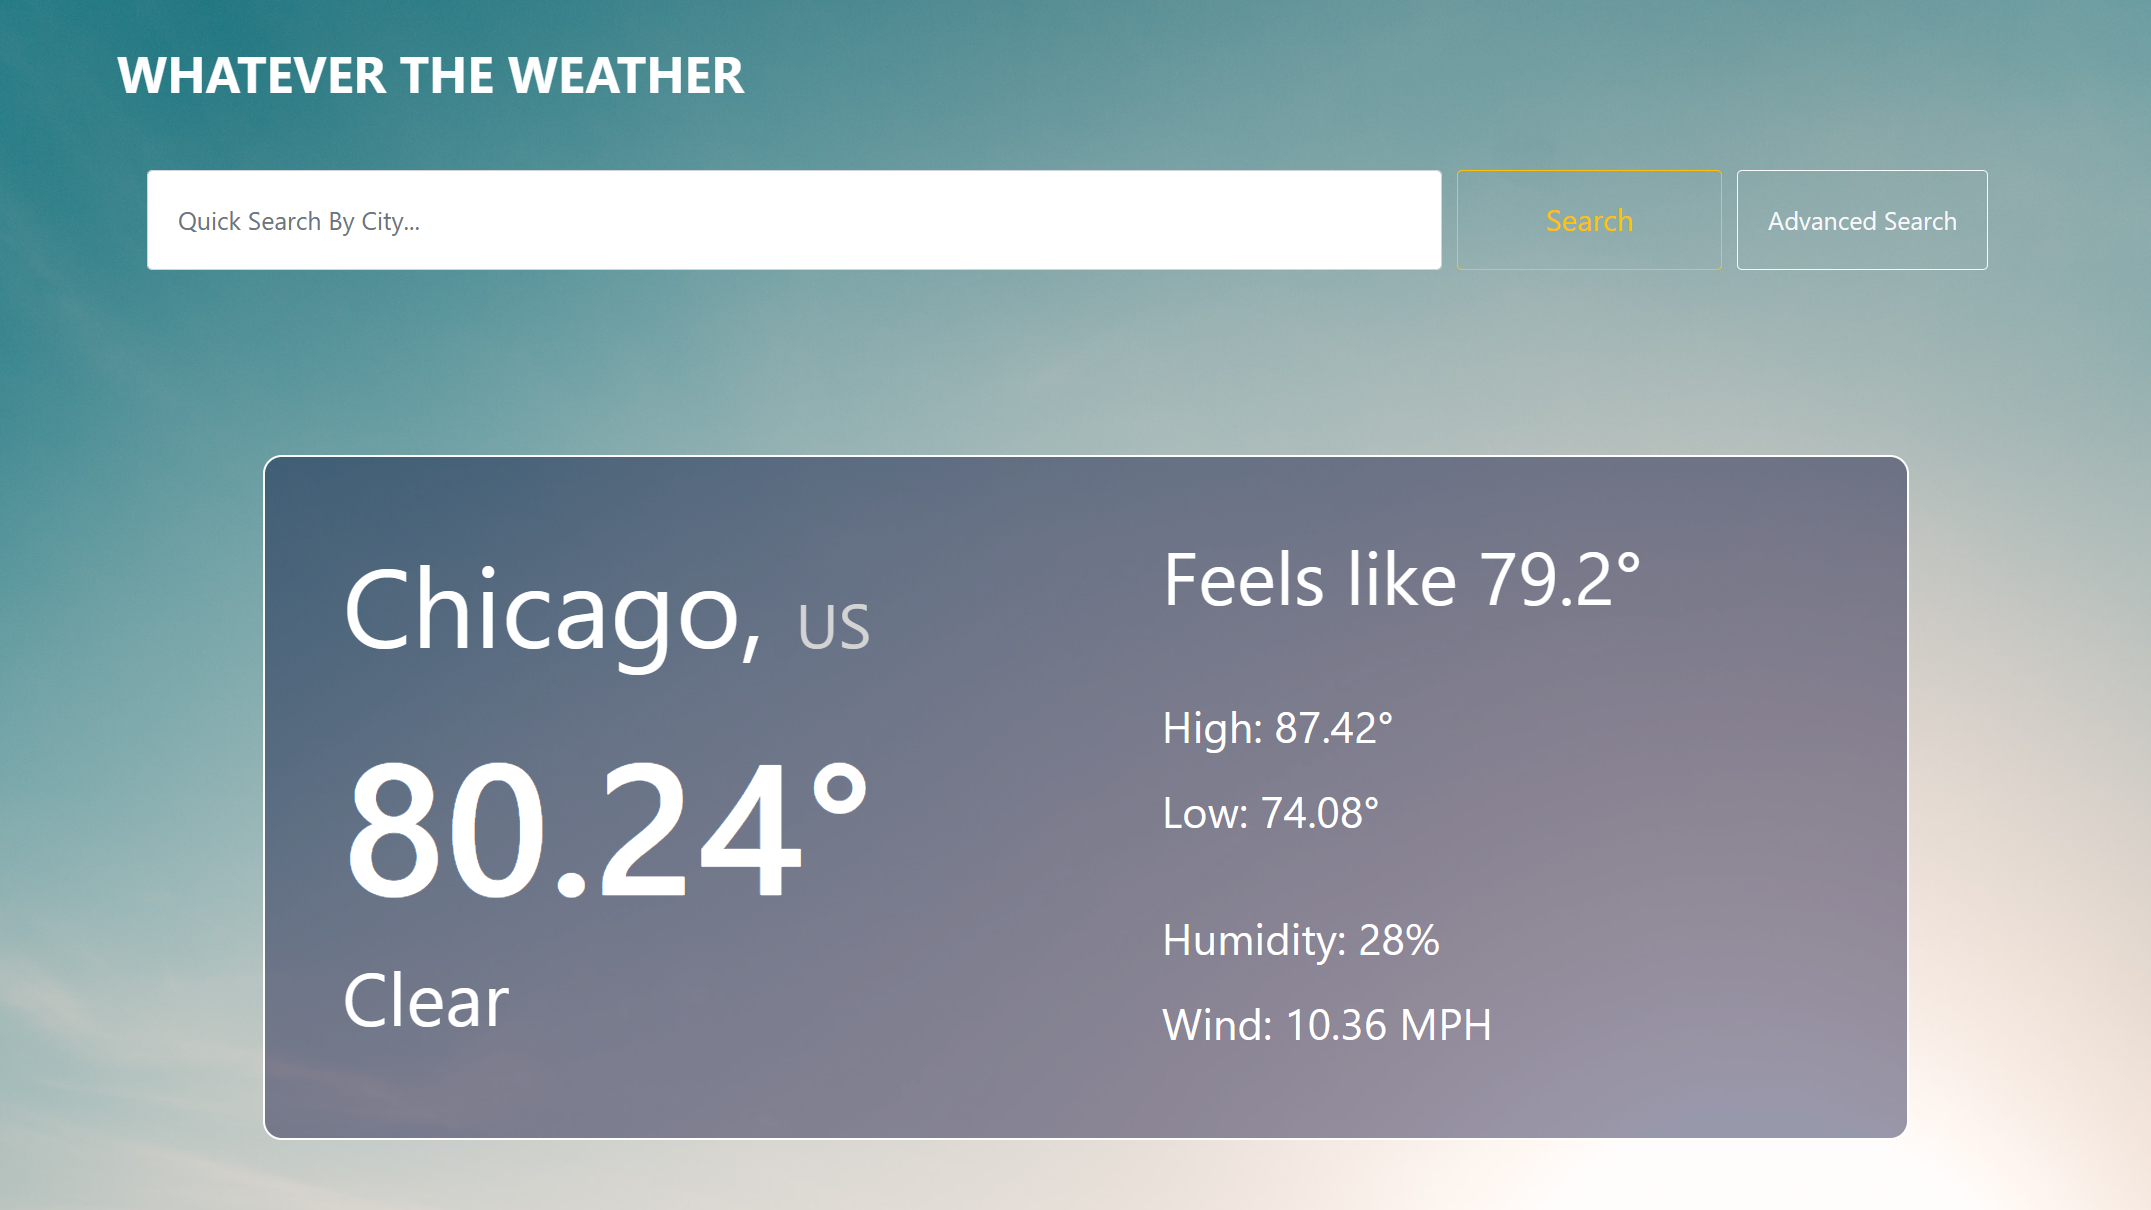 WHATEVER THE WEATHER
Quick Search By City...
Search
Advanced Search
Chicago, US
80.24°
Clear
Feels like 79.2°
High: 87.42°
Low: 74.08°
Humidity: 28%
Wind: 10.36 MPH